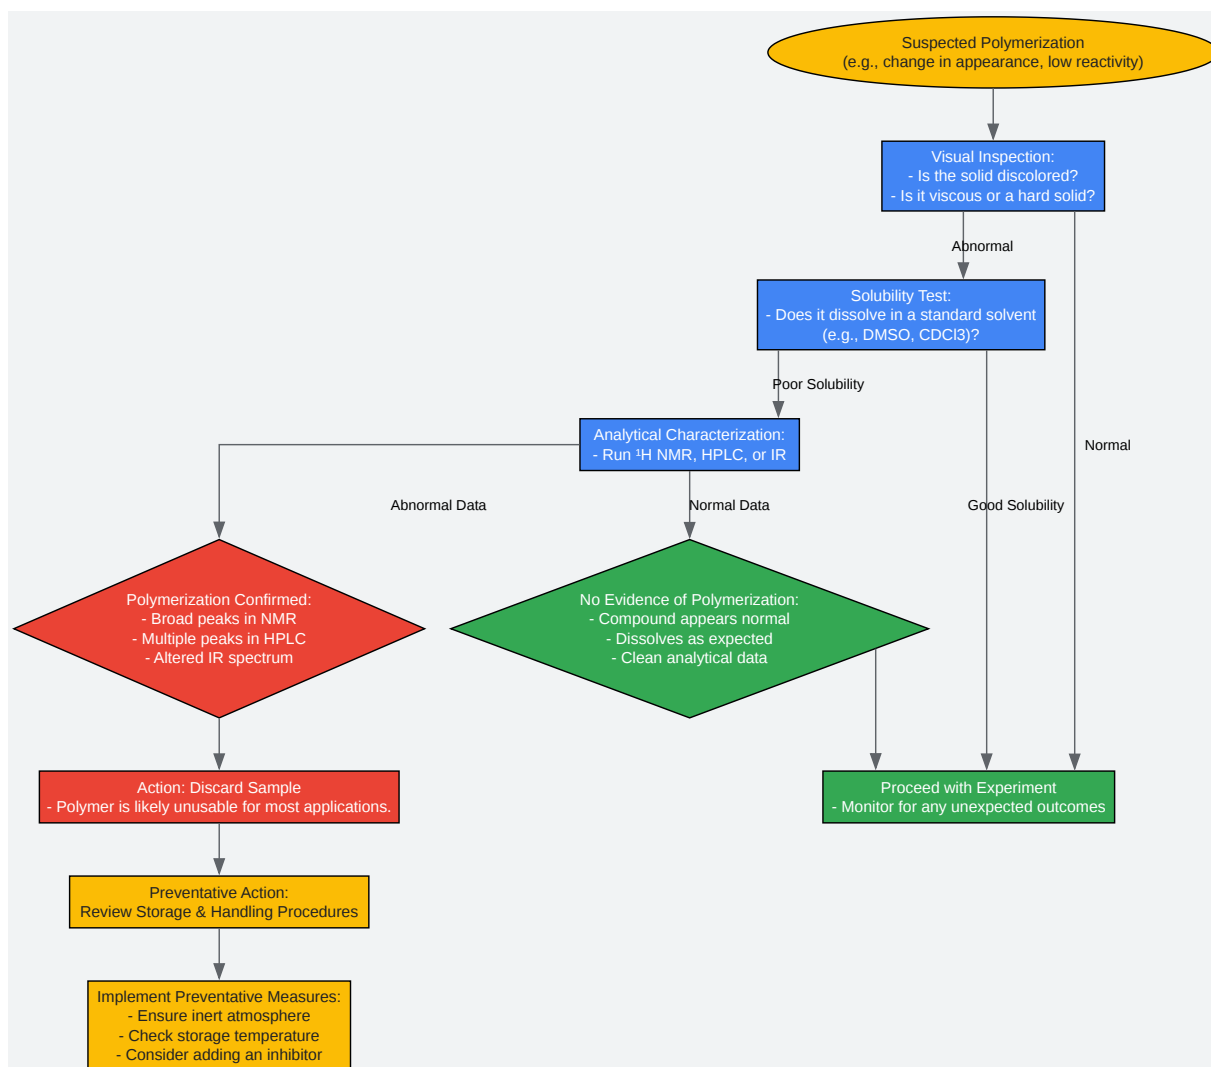 Suspected Polymerization
(e.g., change in appearance, low reactivity)
Visual Inspection:
- Is the solid discolored?
- Is it viscous or a hard solid?
Abnormal
Solubility Test:
- Does it dissolve in a standard solvent
(e.g., DMSO, CDCl3)?
Poor Solubility
Analytical Characterization:
- Run ¹H NMR, HPLC, or IR
Normal
Abnormal Data
Normal Data
Good Solubility
Polymerization Confirmed:
- Broad peaks in NMR
- Multiple peaks in HPLC
- Altered IR spectrum
No Evidence of Polymerization:
- Compound appears normal
- Dissolves as expected
- Clean analytical data
Action: Discard Sample
- Polymer is likely unusable for most applications.
Proceed with Experiment
- Monitor for any unexpected outcomes
Preventative Action:
Review Storage & Handling Procedures
Implement Preventative Measures:
- Ensure inert atmosphere
- Check storage temperature
- Consider adding an inhibitor